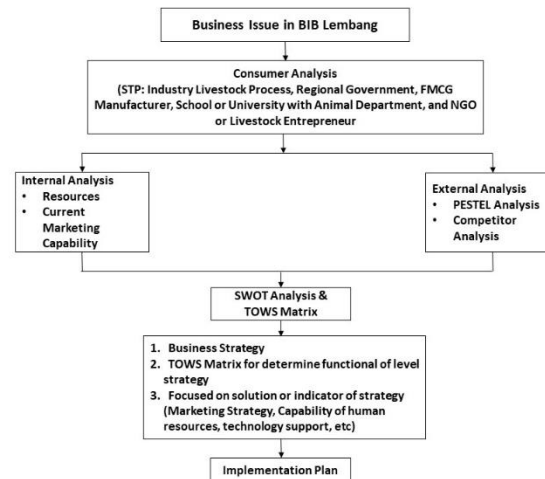 Business Issue in BIB Lembang
Consumer Analysis
(STP: Industry Livestock Process, Regional Government, FMCG
Manufacturer, School or University with Animal Department, and NGO
or Livestock Entrepreneur
Internal Analysis
• Resources
• Current
Marketing
Capability
External Analysis
• PESTEL Analysis
• Competitor
Analysis
SWOT Analysis &
TOWS Matrix
1. Business Strategy
2. TOWS Matrix for determine functional of level
strategy
3. Focused on solution or indicator of strategy
(Marketing Strategy, Capability of human
resources, technology support, etc)
Implementation Plan